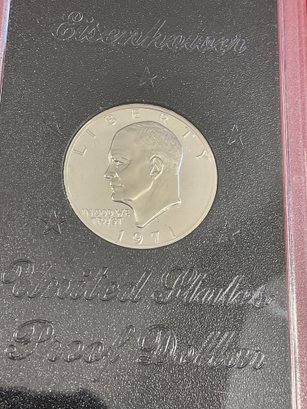 Eisenhower
LIBERTY
IN GOD WE
TRUST
1971
United States
Proof Dollar